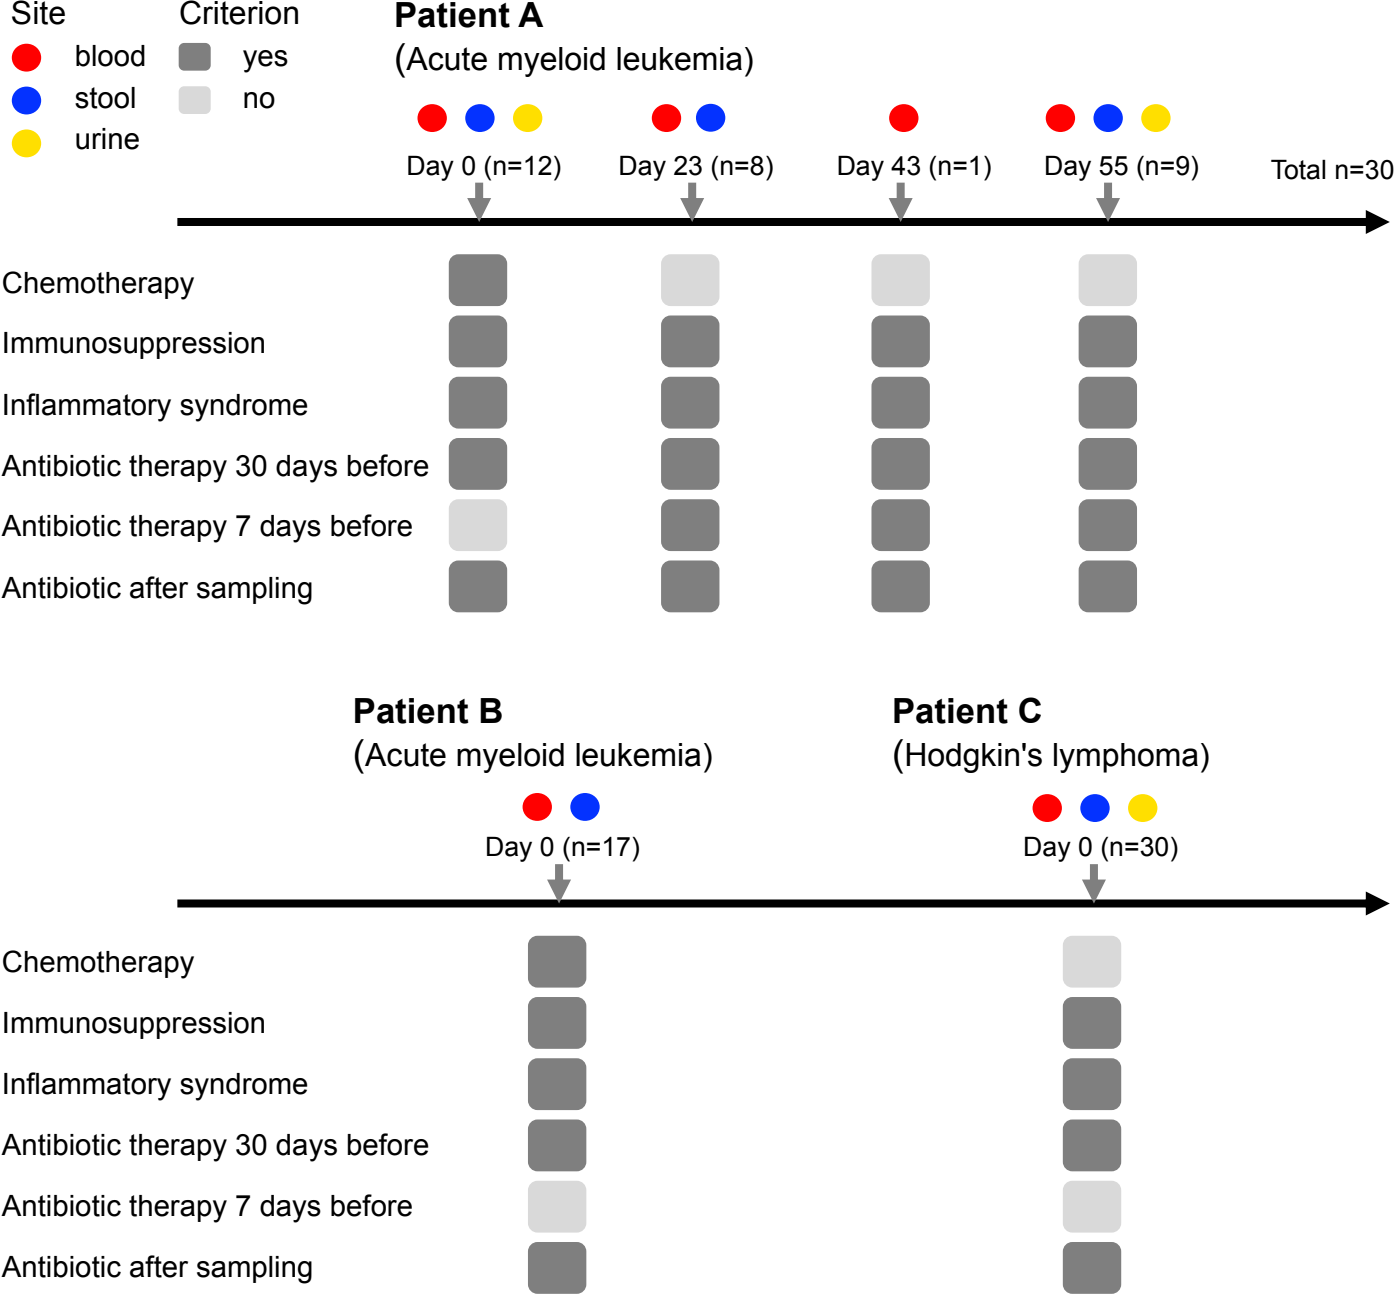 Site
Criterion
blood
yes
stool
no
urine
Patient A
(Acute myeloid leukemia)
Day 0 (n=12)
Day 23 (n=8)
Day 43 (n=1)
Day 55 (n=9)
Total n=30
Chemotherapy
Immunosuppression
Inflammatory syndrome
Antibiotic therapy 30 days before
Antibiotic therapy 7 days before
Antibiotic after sampling
Patient B
(Acute myeloid leukemia)
Day 0 (n=17)
Patient C
(Hodgkin's lymphoma)
Day 0 (n=30)
Chemotherapy
Immunosuppression
Inflammatory syndrome
Antibiotic therapy 30 days before
Antibiotic therapy 7 days before
Antibiotic after sampling